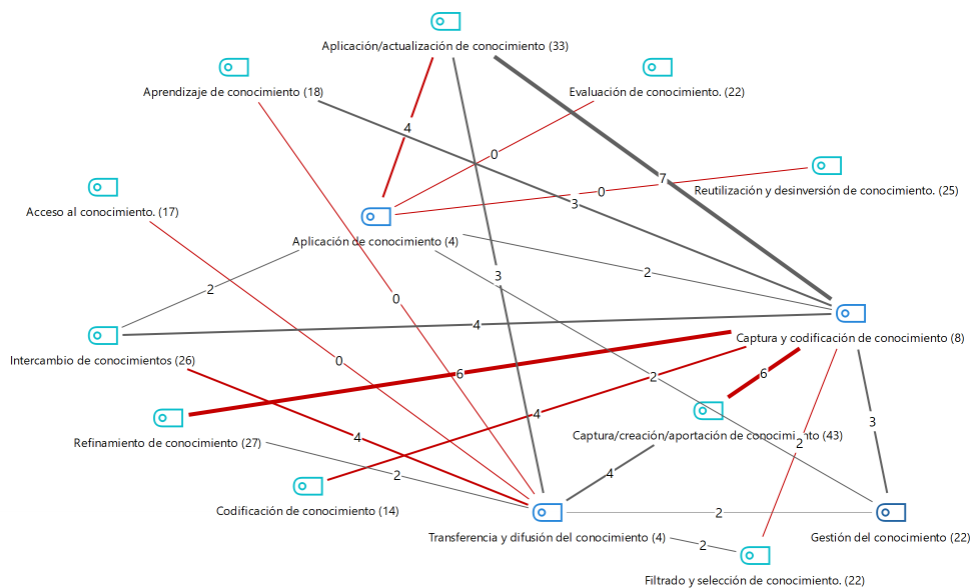 Aplicación/actualización de conocimiento (33)
Aprendizaje de conocimiento (18)
Evaluación de conocimiento. (22)
4
0
7
Reutilización y desinversión de conocimiento. (25)
0
3
Acceso al conocimiento. (17)
Aplicación de conocimiento (4)
2
3
2
0
4
Captura y codificación de conocimiento (8)
Intercambio de conocimientos (26)
0
6
2
6
4
3
Refinamiento de conocimiento (27)
4
Captura/creación/aportación de conocimi to (43)
2
2
4
Codificación de conocimiento (14)
2
Transferencia y difusión del conocimiento (4)
Gestión del conocimiento (22)
2
Filtrado y selección de conocimiento. (22)